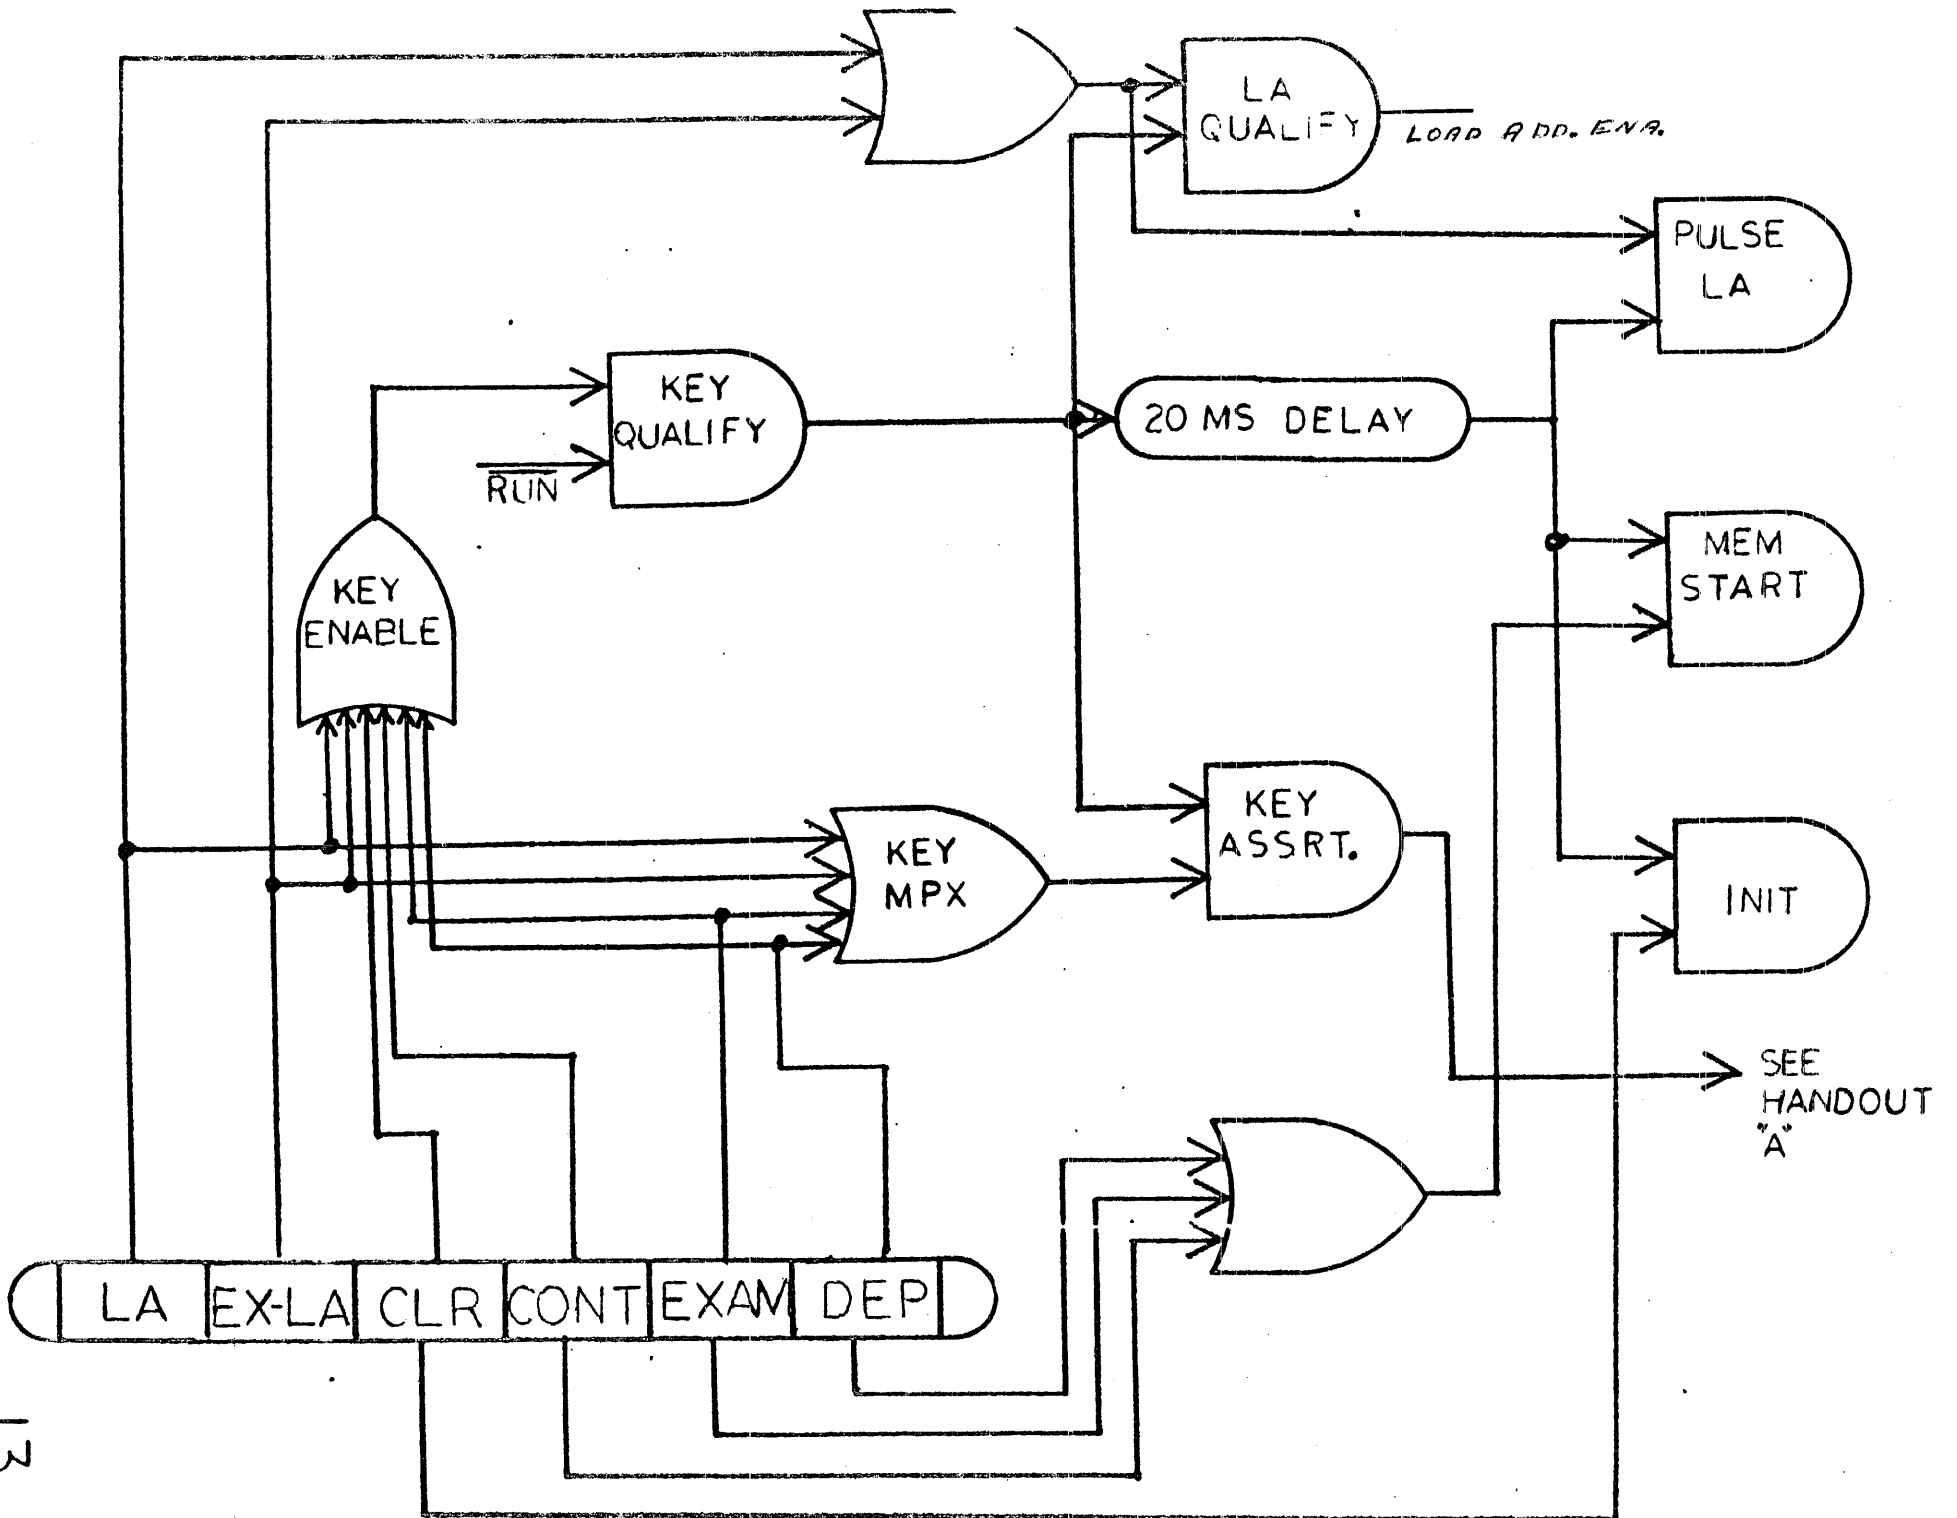 LA
QUALIFY
LOAD ADD. ENA.
PULSE
LA
KEY
QUALIFY
RUN
20 MS DELAY
KEY
ENABLE
MEM
START
KEY
MPX
KEY
ASSRT.
INIT
SEE
HANDOUT
"A"
LA EX-LA CLR CONT EXAM DEP
13